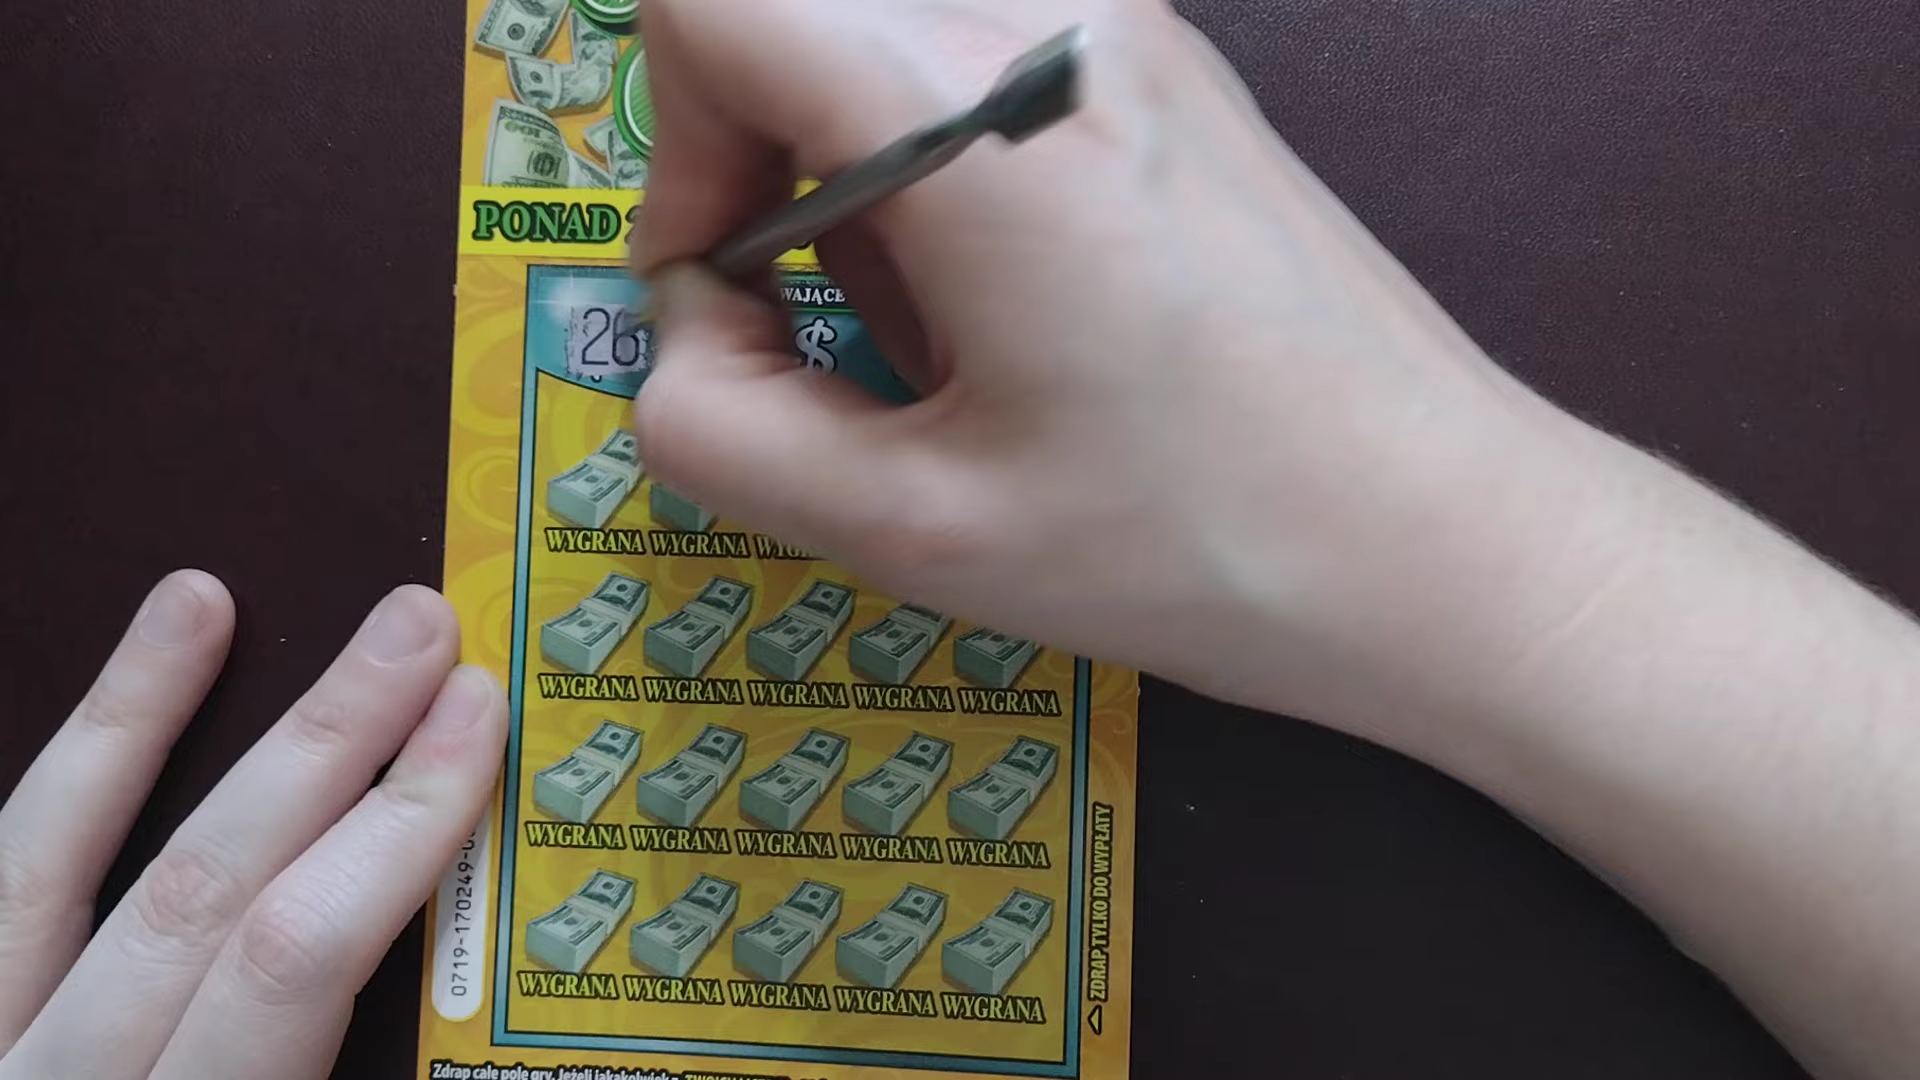 PONAD
WAJĄCE
26 $
WYGRANA WYGRANA
WYGRANA WYGRANA WYGRANA WYGRANA WYGRANA
WYGRANA WYGRANA WYGRANA WYGRANA WYGRANA
WYGRANA WYGRANA WYGRANA WYGRANA WYGRANA
0719-170249-0
ZDRAP TYLKO DO WYPŁATY
Zdrap całe pole gry. Jeżeli jakakolwiek z